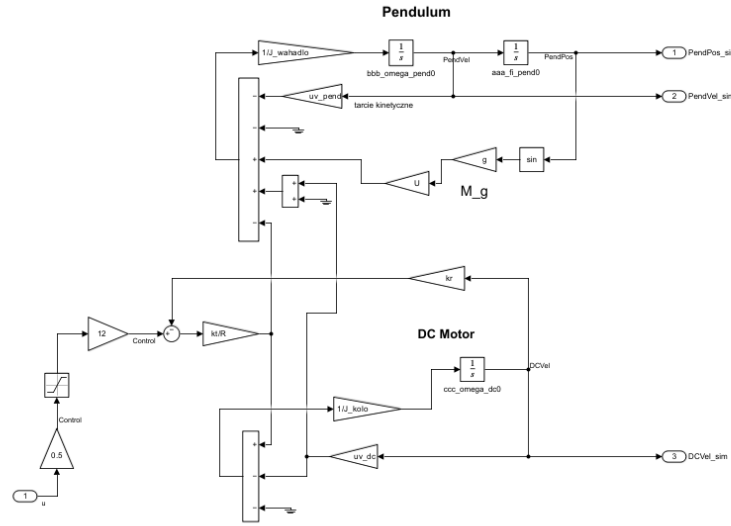 Pendulum
1/J_wahadlo
1
s
bbb_omega_pend0
PendVel
1
s
aaa_fi_pend0
PendPos
1
PendPos_si
uv_pend
tarcie kinetyczne
2
PendVel_sim
g
sin
U
M_g
kr
12
Control
kt/R
DC Motor
1
s
ccc_omega_dc0
DCVel
Control
1/J_kolo
0.5
uv_dc
3
DCVel_sim
1
u